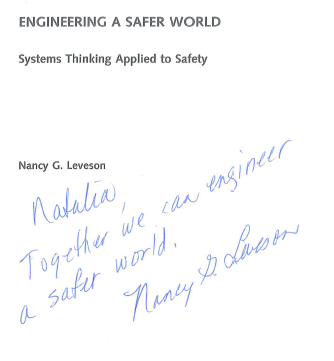 ENGINEERING A SAFER WORLD
Systems Thinking Applied to Safety
Nancy G. Leveson
Natalia,
Together we can engineer
a safer world.
Nancy G. Leveson